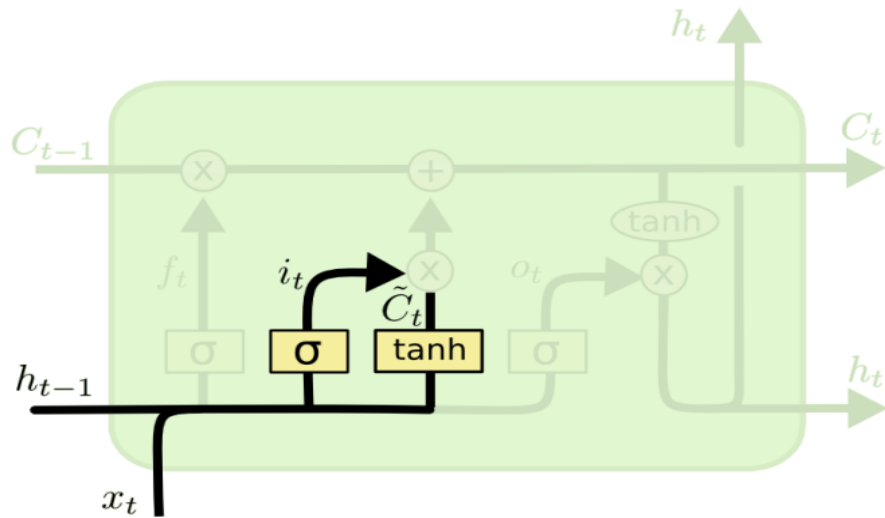 h_t
C_{t-1}
C_t
×
+
tanh
f_t
i_t
×
o_t
×
C̃_t
σ
σ
tanh
σ
h_{t-1}
h_t
x_t